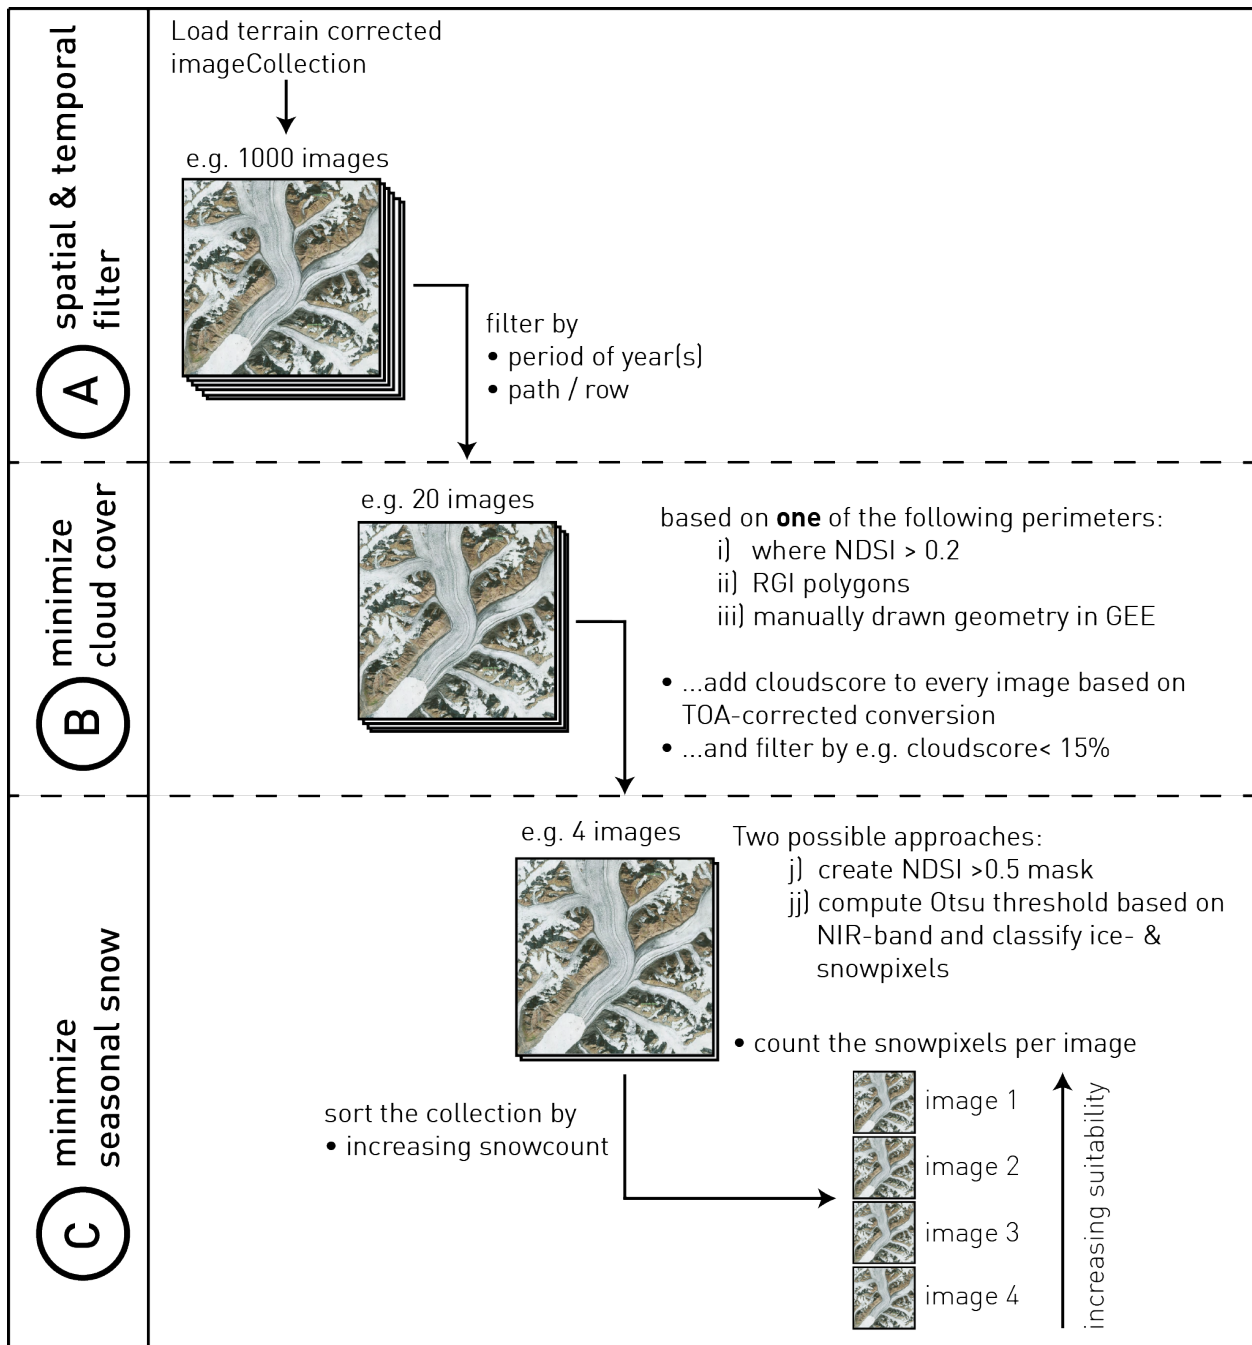 A
spatial & temporal
filter
Load terrain corrected
imageCollection
e.g. 1000 images
filter by
• period of year(s)
• path / row
B
minimize
cloud cover
e.g. 20 images
based on one of the following perimeters:
i) where NDSI > 0.2
ii) RGI polygons
iii) manually drawn geometry in GEE
• ...add cloudscore to every image based on
TOA-corrected conversion
• ...and filter by e.g. cloudscore< 15%
C
minimize
seasonal snow
e.g. 4 images
Two possible approaches:
j) create NDSI >0.5 mask
jj) compute Otsu threshold based on
NIR-band and classify ice- &
snowpixels
• count the snowpixels per image
sort the collection by
• increasing snowcount
image 1
image 2
image 3
image 4
increasing suitability